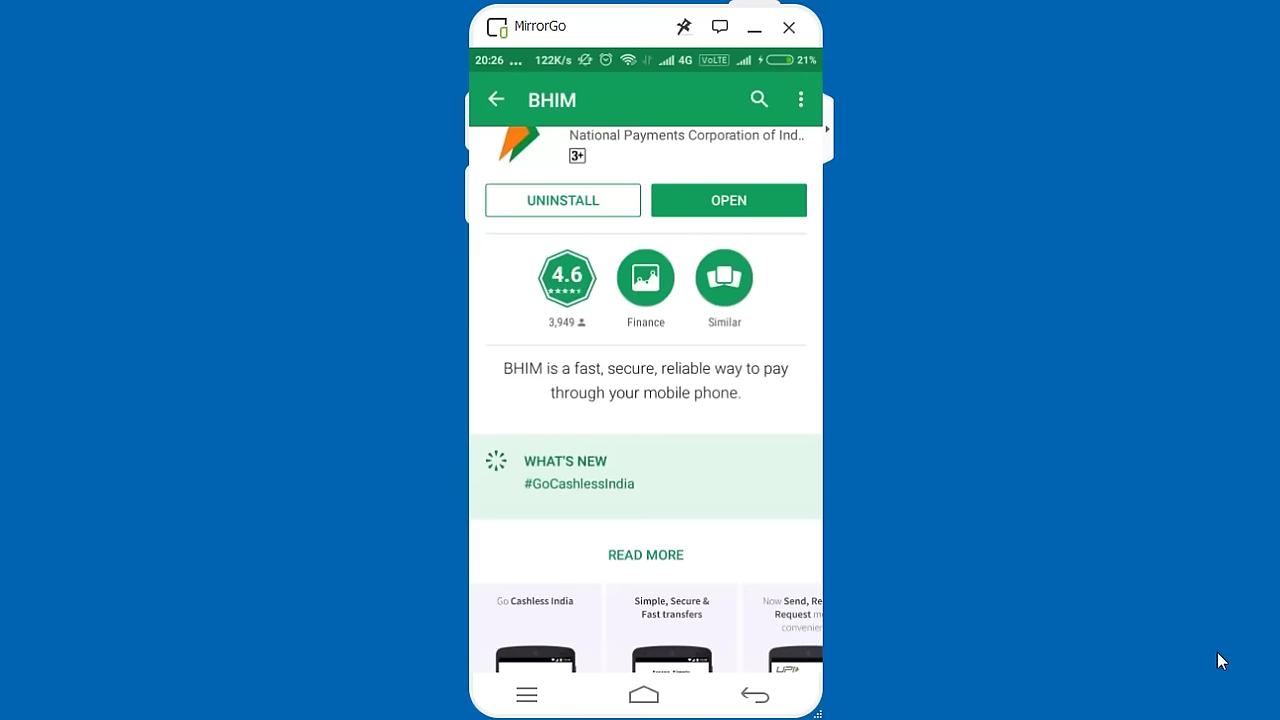 MirrorGo
20:26 ... 122K/s 4G VoLTE 21%
BHIM
National Payments Corporation of Ind..
3+
UNINSTALL OPEN
4.6
3,949 Finance Similar
BHIM is a fast, secure, reliable way to pay
through your mobile phone.
WHAT'S NEW
#GoCashlessIndia
READ MORE
Go Cashless India
Simple, Secure &
Fast transfers
Now Send, Re
Request m
convenien
UPI